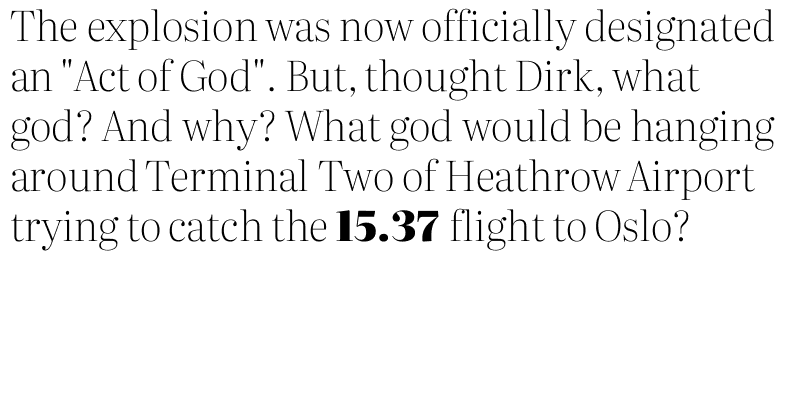 The explosion was now officially designated
an "Act of God". But, thought Dirk, what
god? And why? What god would be hanging
around Terminal Two of Heathrow Airport
trying to catch the 15.37 flight to Oslo?